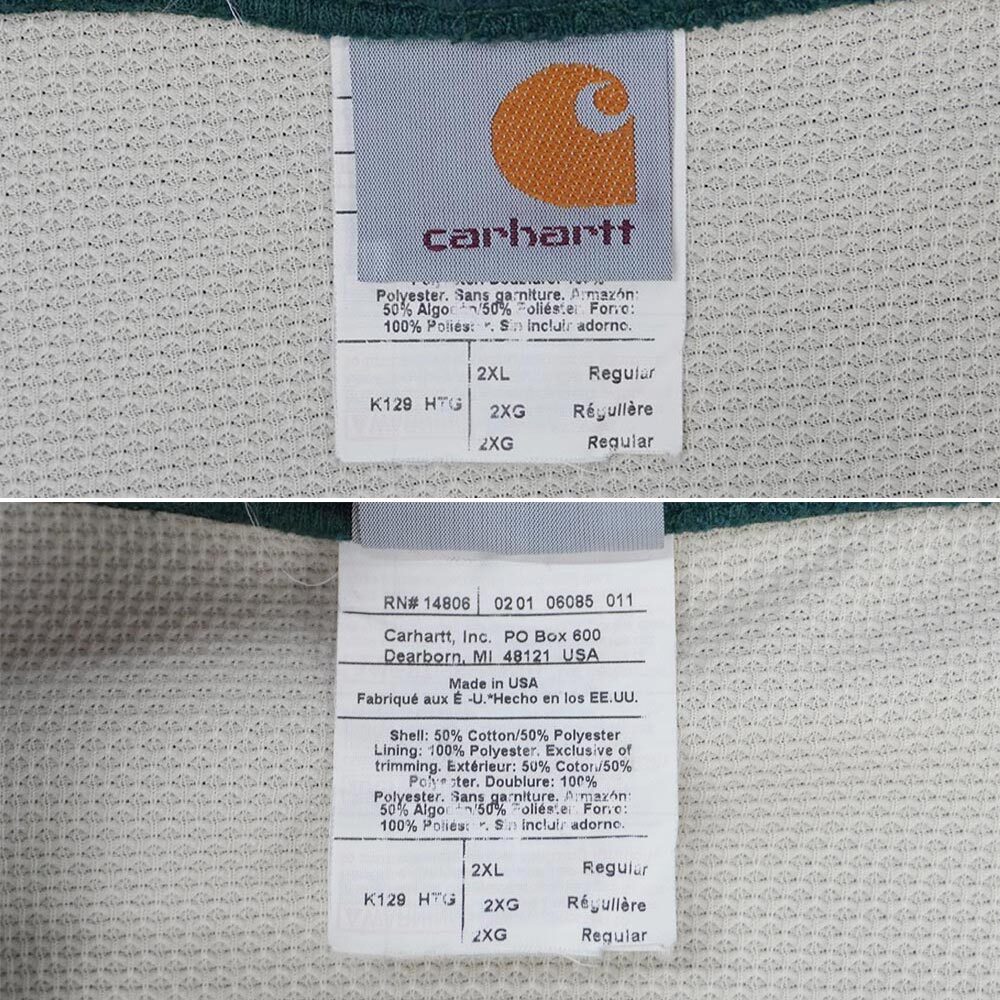 carhartt
Polyester. Sans garniture. Armazón:
50% Algodón/50% Poliéster. Forro:
100% Poliéster. Sin incluir adorno.
2XL Regular
K129 HTG 2XG Régulière
2XG Regular
RN# 14806 0201 06085 011
Carhartt, Inc. PO Box 600
Dearborn, MI 48121 USA
Made in USA
Fabriqué aux É -U.*Hecho en los EE.UU.
Shell: 50% Cotton/50% Polyester
Lining: 100% Polyester. Exclusive of
trimming. Extérieur: 50% Coton/50%
Polyester. Doublure: 100%
Polyester. Sans garniture. Armazón:
50% Algodón/50% Poliéster. Forro:
100% Poliéster. Sin incluir adorno.
2XL Regular
K129 HTG 2XG Régulière
2XG Regular